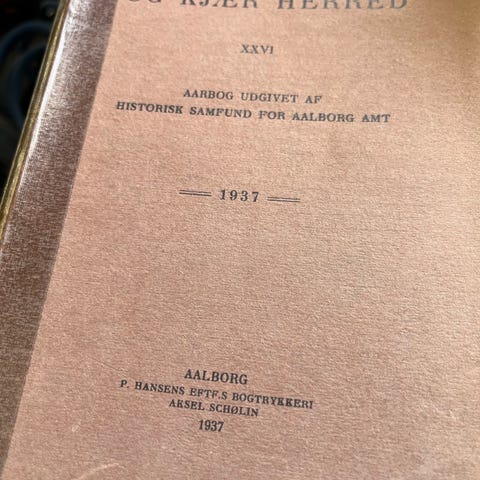 OG KJÆR HERRED
XXVI
AARBOG UDGIVET AF
HISTORISK SAMFUND FOR AALBORG AMT
1937
AALBORG
P. HANSENS EFTF.S BOGTRYKKERI
AKSEL SCHØLIN
1937